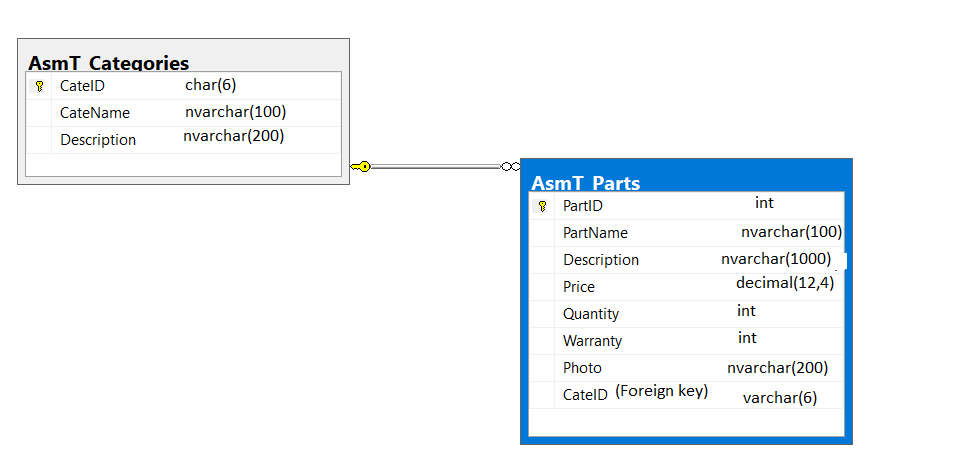 AsmT_Categories
CateID char(6)
CateName nvarchar(100)
Description nvarchar(200)
AsmT_Parts
PartID int
PartName nvarchar(100)
Description nvarchar(1000)
Price decimal(12,4)
Quantity int
Warranty int
Photo nvarchar(200)
CateID (Foreign key) varchar(6)